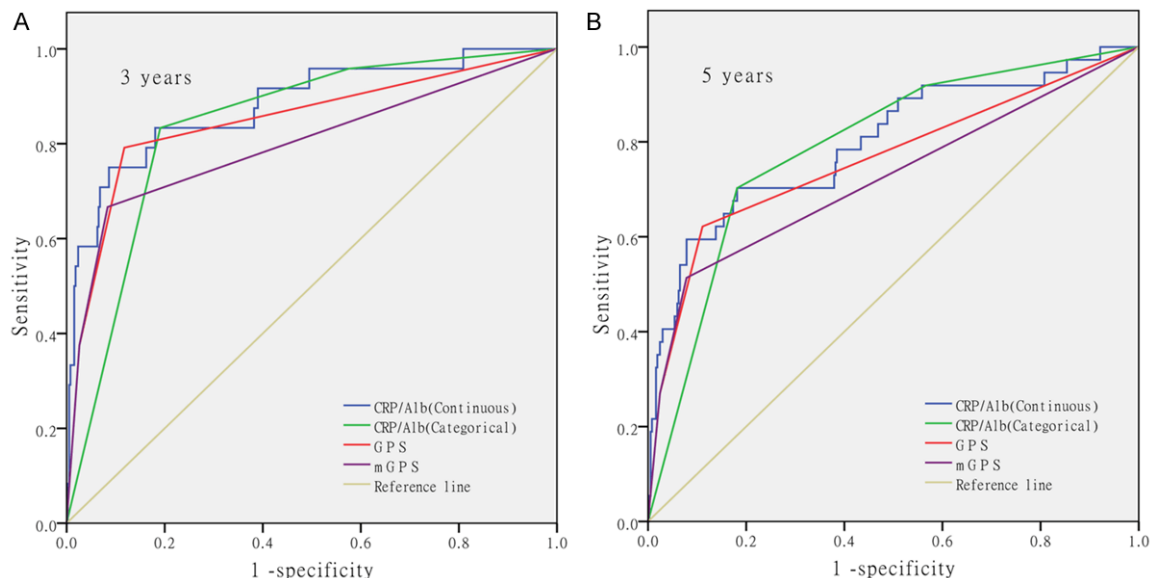 A
3 years
Sensitivity
1.0
0.8
0.6
0.4
0.2
0.0
CRP/Alb(Continuous)
CRP/Alb(Categorical)
GPS
mGPS
Reference line
0.0 0.2 0.4 0.6 0.8 1.0
1 -specificity
B
5 years
Sensitivity
1.0
0.8
0.6
0.4
0.2
0.0
CRP/Alb(Continuous)
CRP/Alb(Categorical)
GPS
mGPS
Reference line
0.0 0.2 0.4 0.6 0.8 1.0
1 -specificity